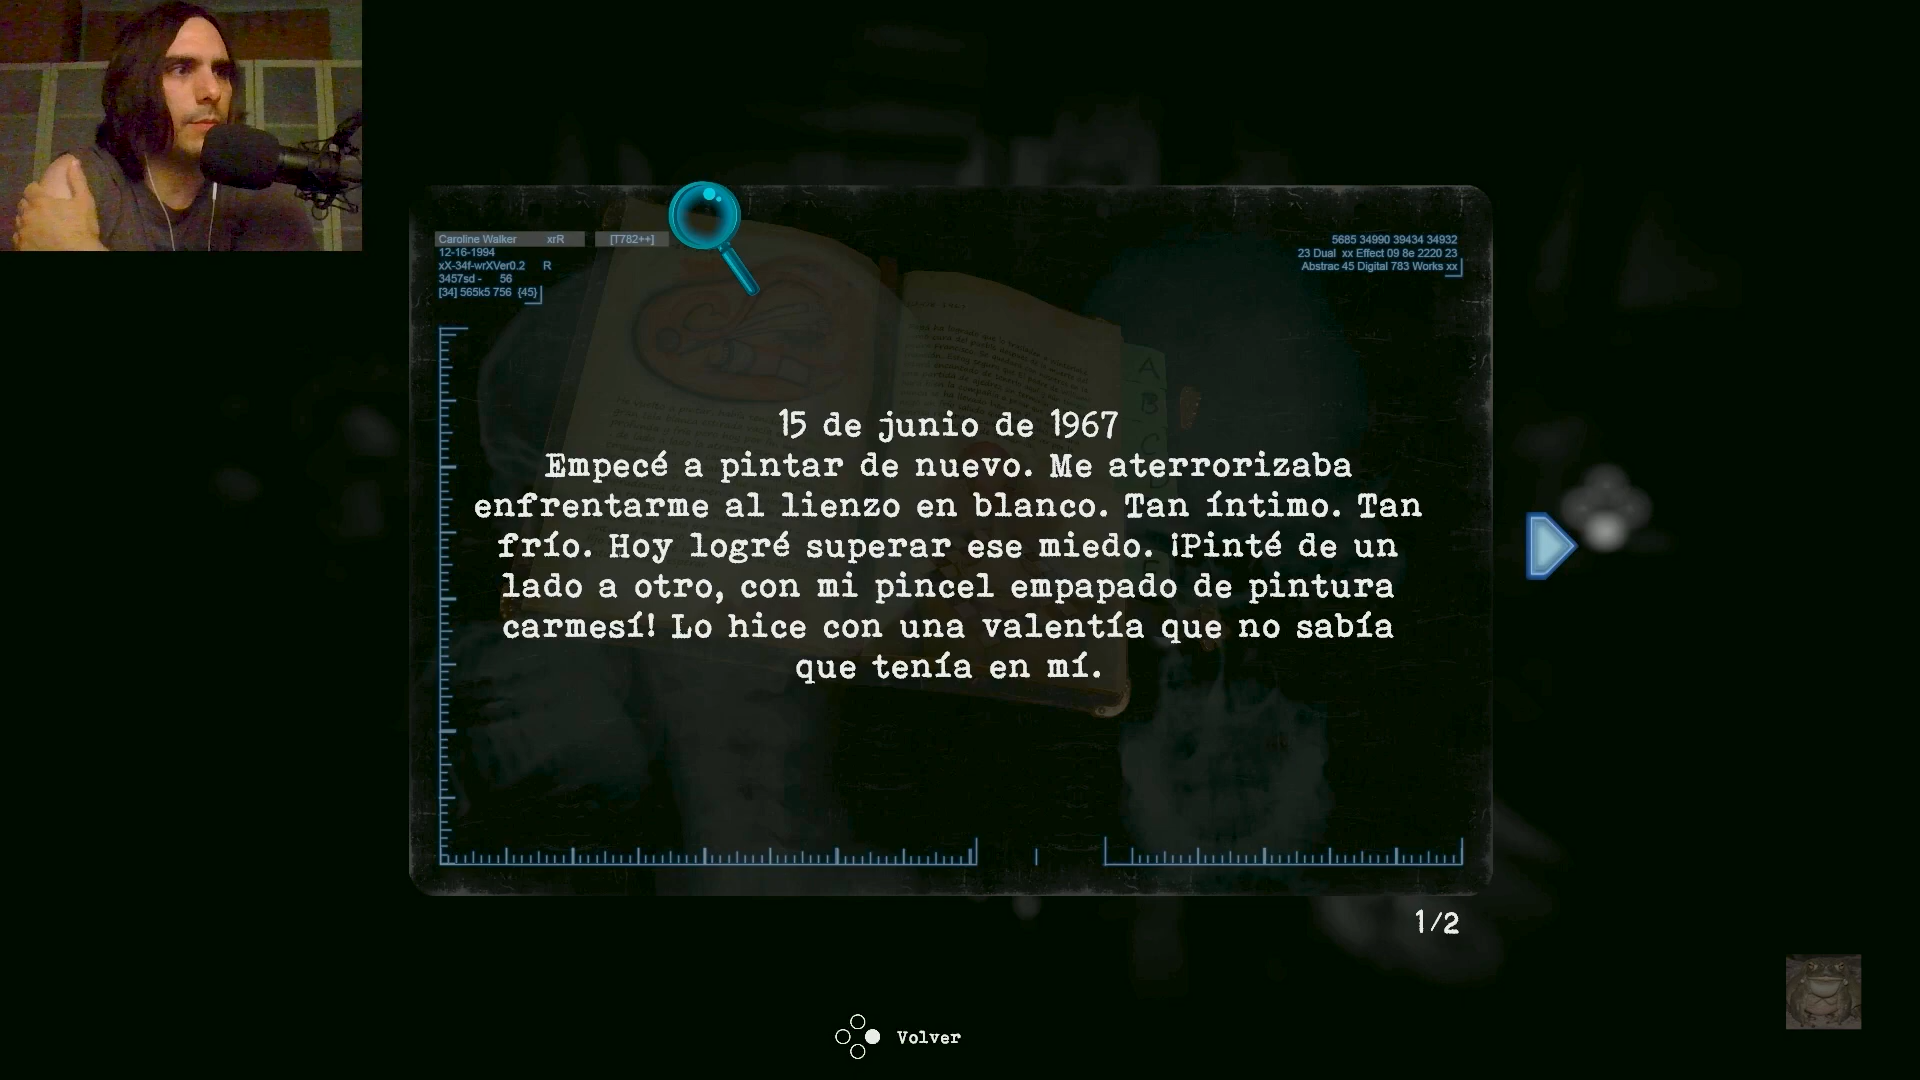 Caroline Walker xrR [T782++]
12-16-1994
xX-34f-wrXVer0.2 R
3457sd - 56
[34] 565k5 756 {45}
5685 34990 39434 34932
23 Dual xx Effect 09 8e 2220 23
Abstrac 45 Digital 783 Works xx
15 de junio de 1967
Empecé a pintar de nuevo. Me aterrorizaba
enfrentarme al lienzo en blanco. Tan íntimo. Tan
frío. Hoy logré superar ese miedo. ¡Pinté de un
lado a otro, con mi pincel empapado de pintura
carmesí! Lo hice con una valentía que no sabía
que tenía en mí.
A
B
C
D
1/2
Volver